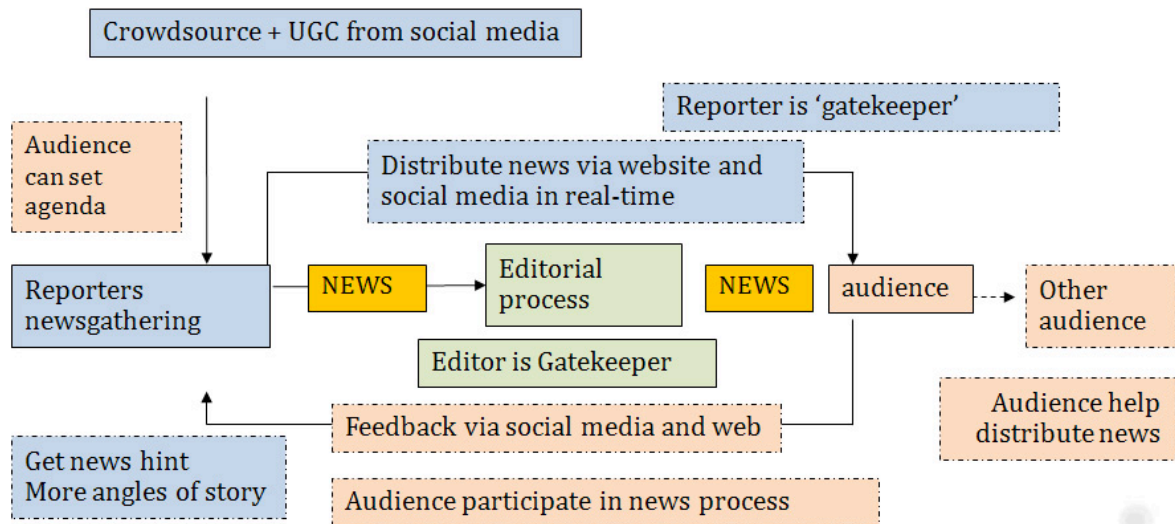 Crowdsource + UGC from social media
Reporter is ‘gatekeeper’
Audience
can set
agenda
Distribute news via website and
social media in real-time
Reporters
newsgathering
NEWS
Editorial
process
NEWS
audience
Other
audience
Editor is Gatekeeper
Feedback via social media and web
Audience help
distribute news
Get news hint
More angles of story
Audience participate in news process